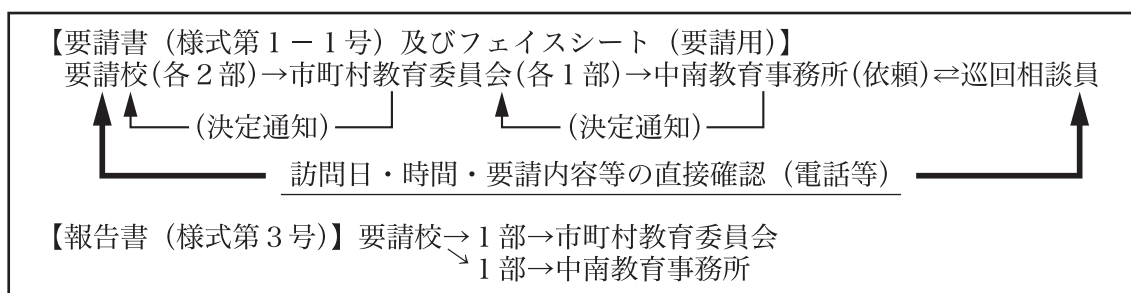 【要請書（様式第1－1号）及びフェイスシート（要請用）】
要請校（各2部）→市町村教育委員会（各1部）→中南教育事務所（依頼）⇄巡回相談員
（決定通知） （決定通知）
訪問日・時間・要請内容等の直接確認（電話等）
【報告書（様式第3号）】要請校→1部→市町村教育委員会
↘1部→中南教育事務所